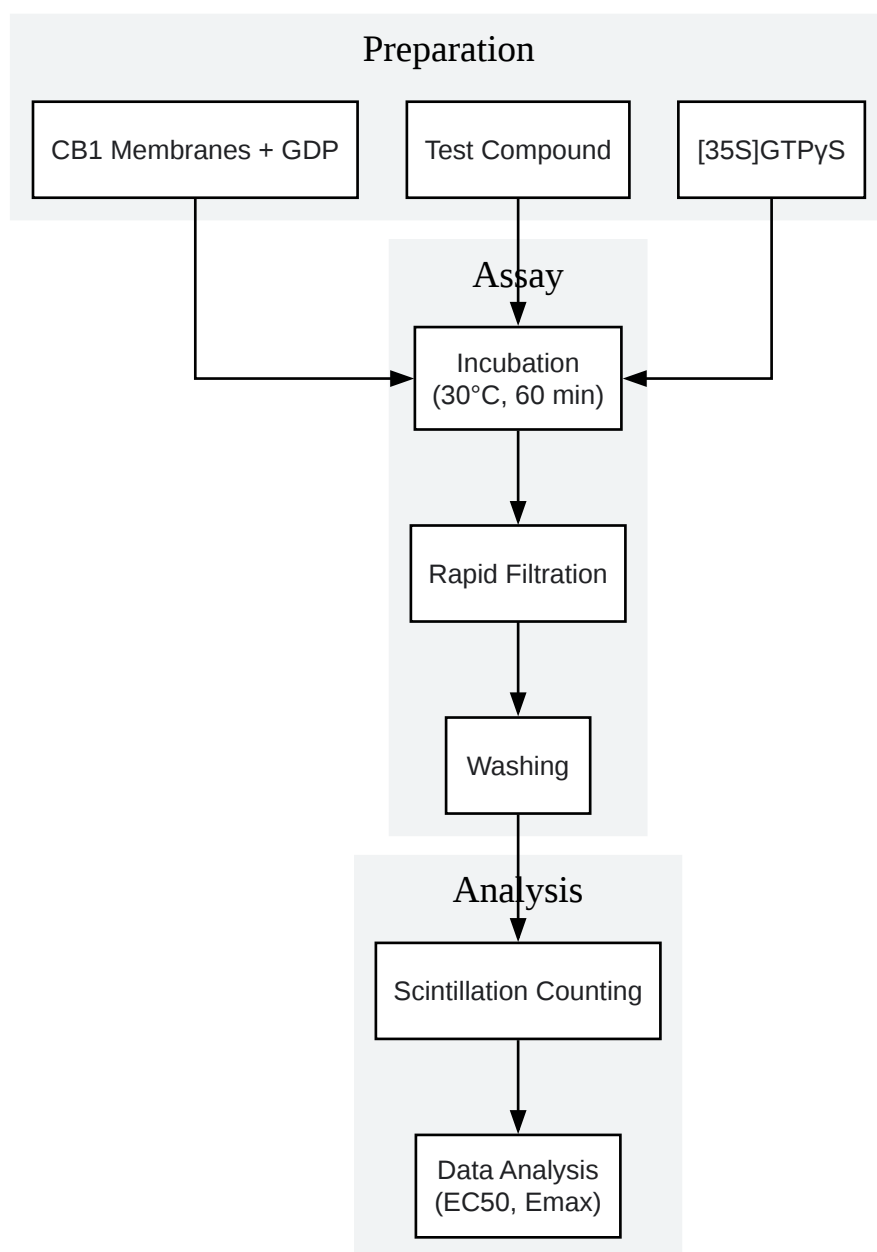 Preparation
CB1 Membranes + GDP
Test Compound
[35S]GTPγS
Assay
Incubation
(30°C, 60 min)
Rapid Filtration
Washing
Analysis
Scintillation Counting
Data Analysis
(EC50, Emax)